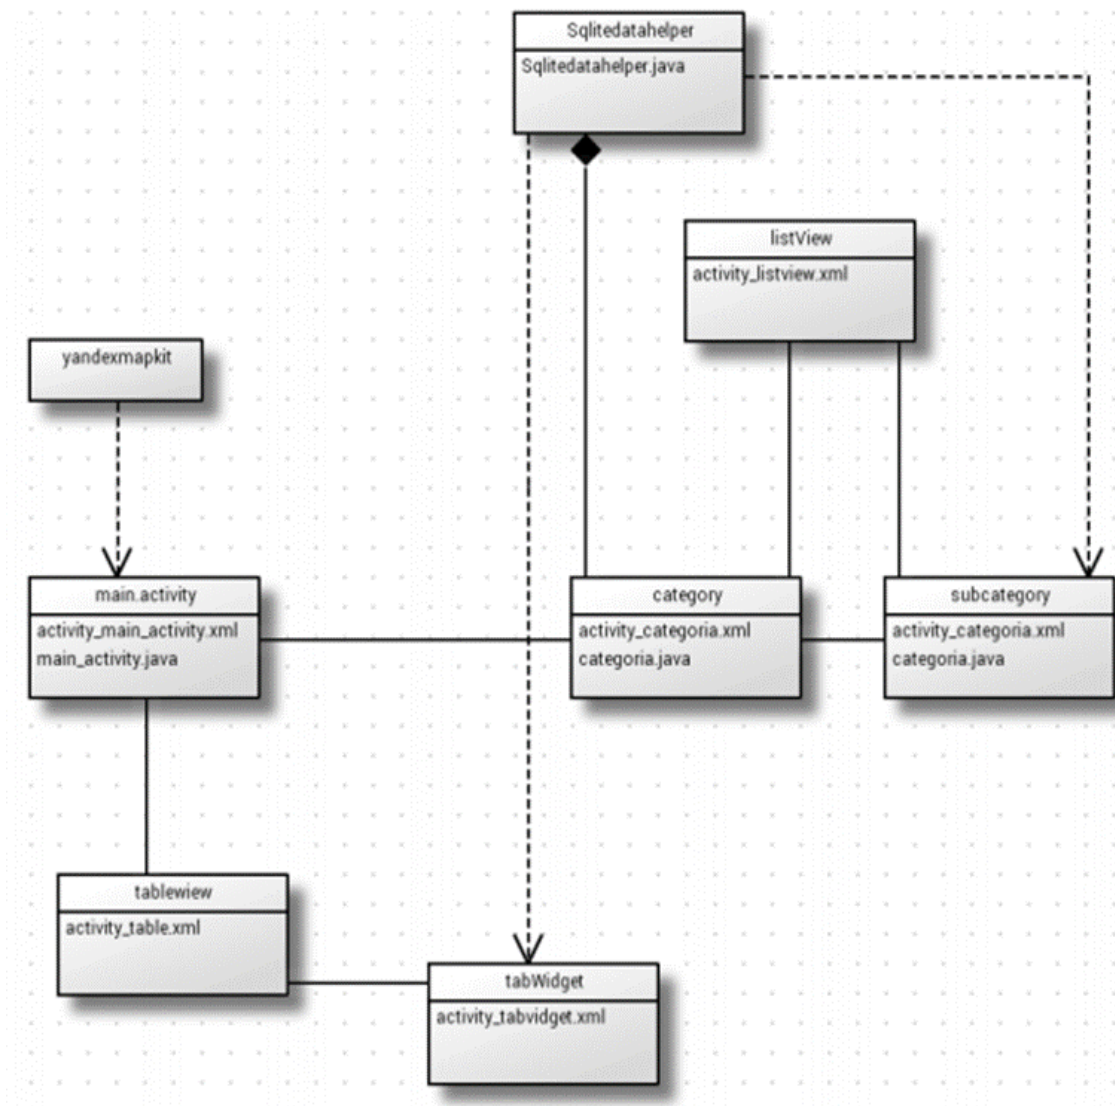 Sqlitedatahelper
Sqlitedatahelper.java
listView
activity_listview.xml
yandexmapkit
main.activity
activity_main_activity.xml
main_activity.java
category
activity_categoria.xml
categoria.java
subcategory
activity_categoria.xml
categoria.java
tablewiew
activity_table.xml
tabWidget
activity_tabvidget.xml